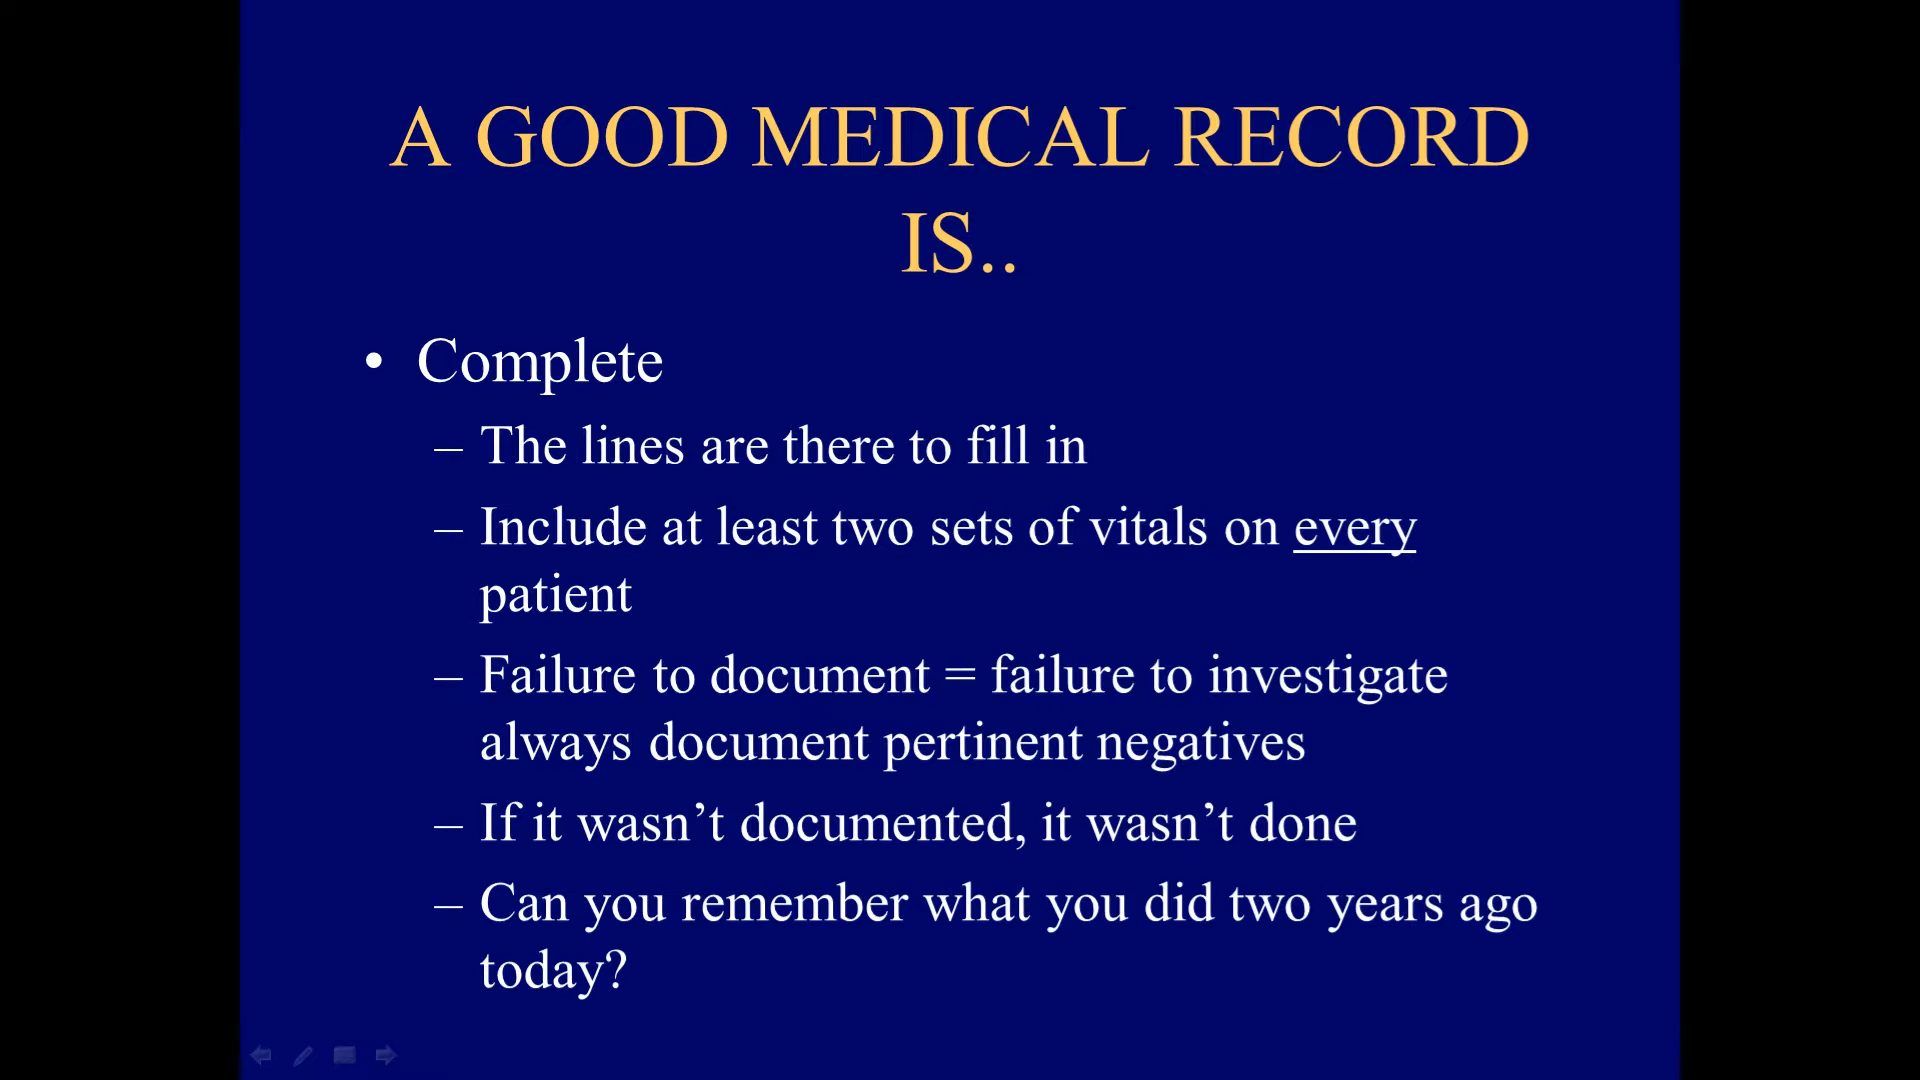 A GOOD MEDICAL RECORD
IS..
• Complete
– The lines are there to fill in
– Include at least two sets of vitals on every
patient
– Failure to document = failure to investigate
always document pertinent negatives
– If it wasn’t documented, it wasn’t done
– Can you remember what you did two years ago
today?